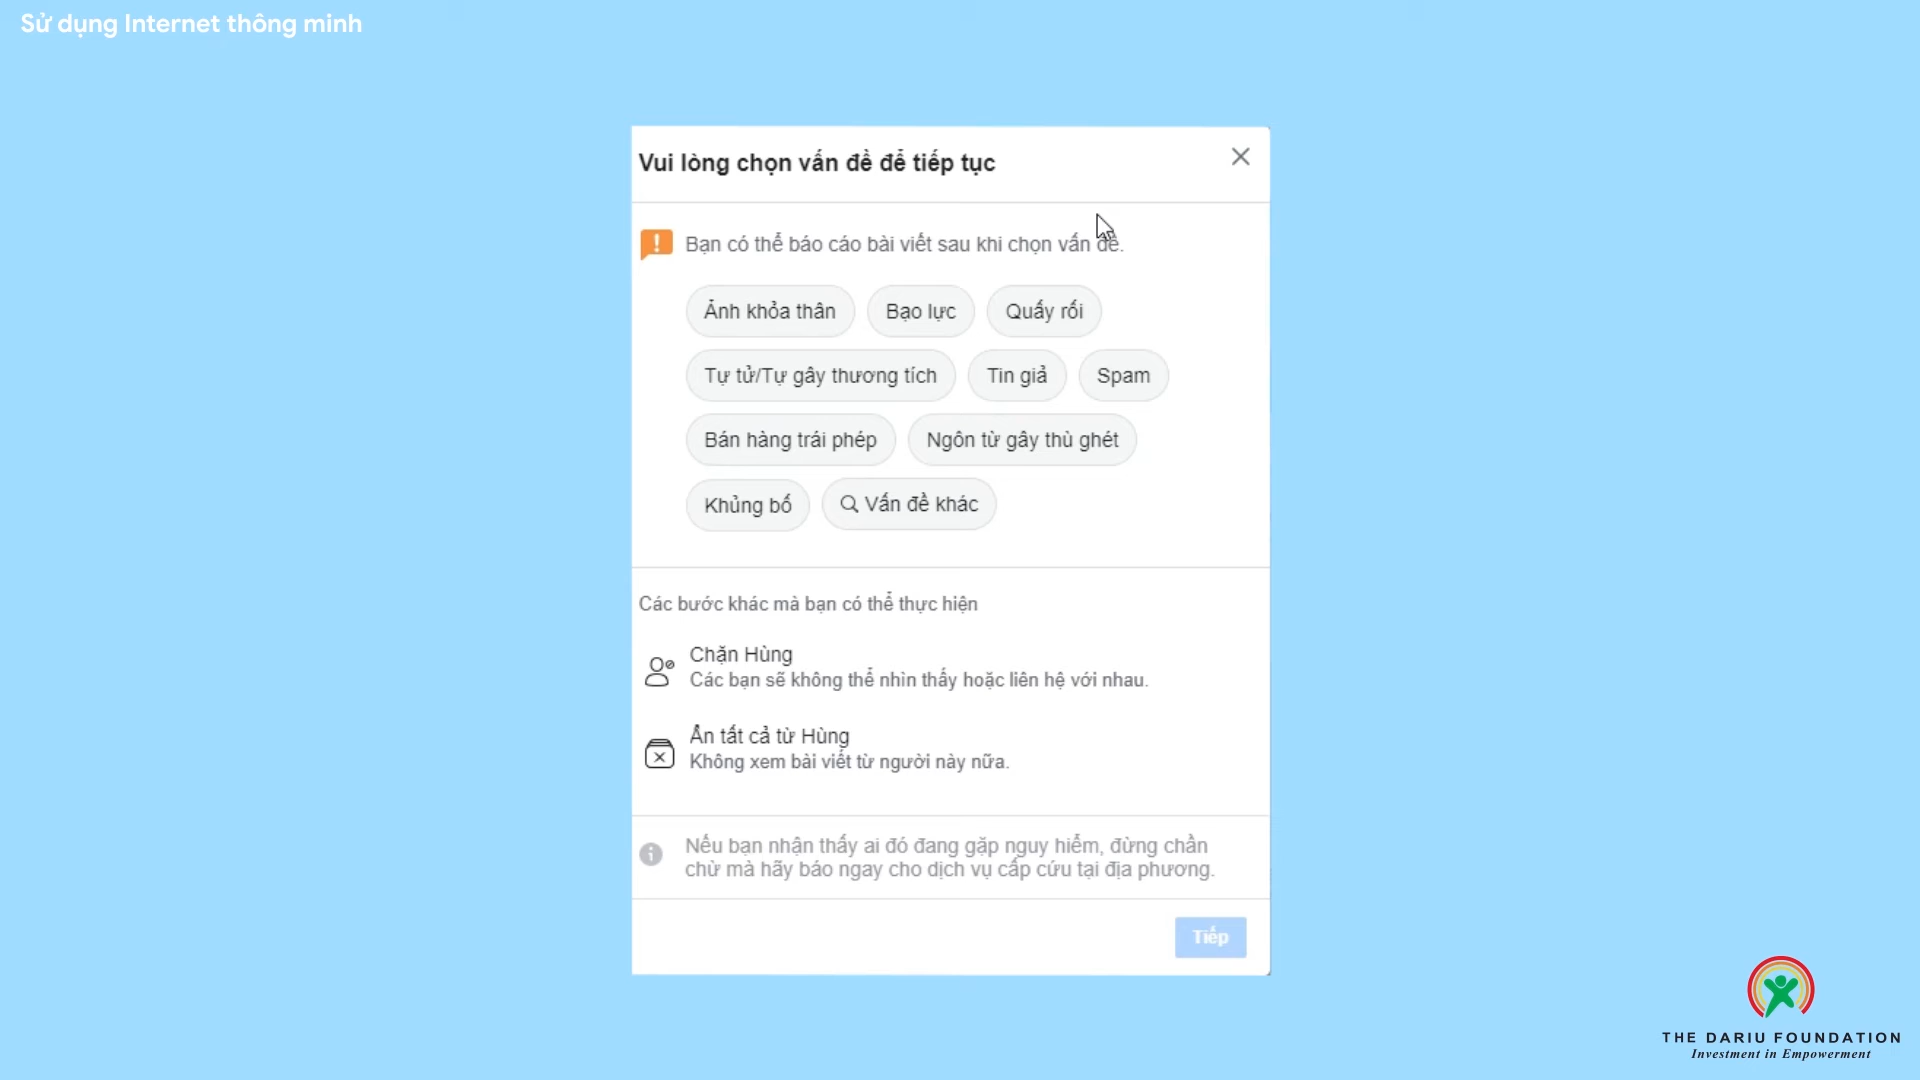 Sử dụng Internet thông minh
Vui lòng chọn vấn đề để tiếp tục
Bạn có thể báo cáo bài viết sau khi chọn vấn đề.
Ảnh khỏa thân
Bạo lực
Quấy rối
Tự tử/Tự gây thương tích
Tin giả
Spam
Bán hàng trái phép
Ngôn từ gây thù ghét
Khủng bố
Vấn đề khác
Các bước khác mà bạn có thể thực hiện
Chặn Hùng
Các bạn sẽ không thể nhìn thấy hoặc liên hệ với nhau.
Ẩn tất cả từ Hùng
Không xem bài viết từ người này nữa.
Nếu bạn nhận thấy ai đó đang gặp nguy hiểm, đừng chần
chừ mà hãy báo ngay cho dịch vụ cấp cứu tại địa phương.
Tiếp
THE DARIU FOUNDATION
Investment in Empowerment